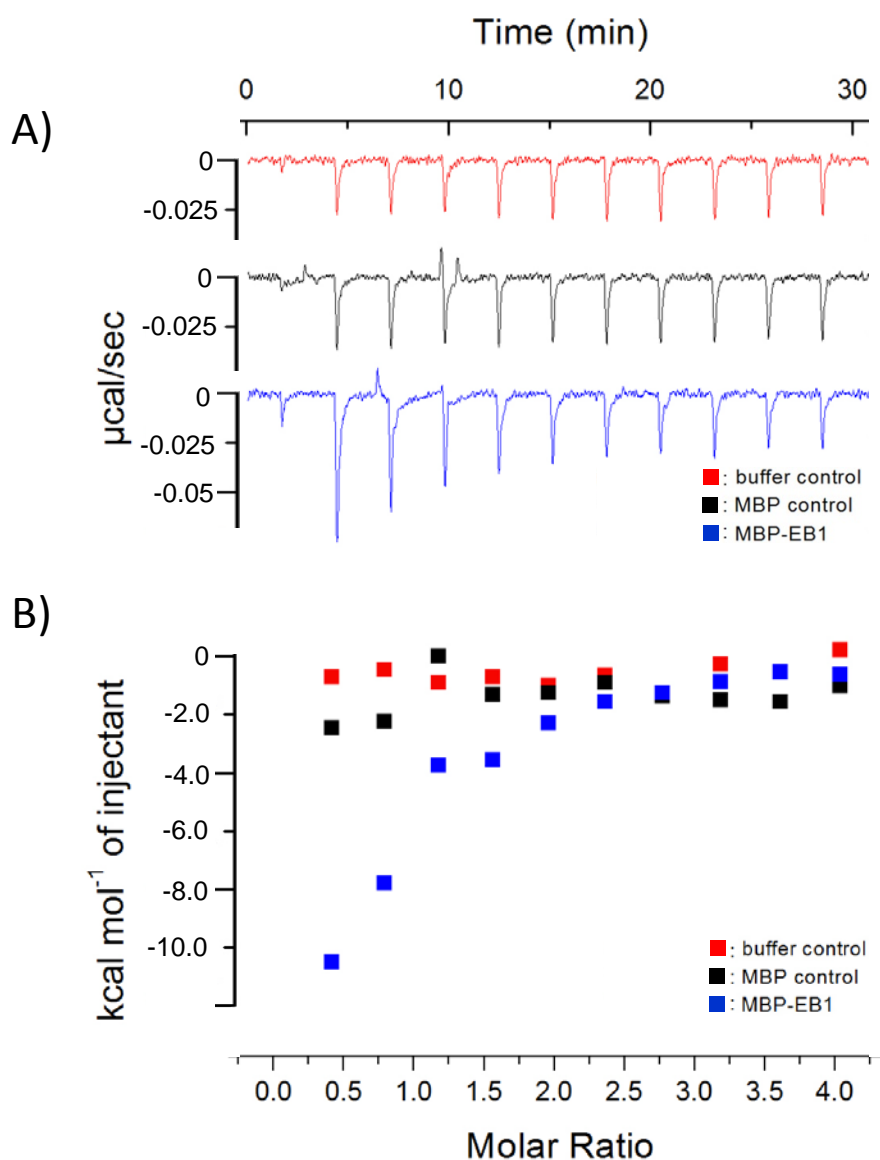 Time (min)
0 10 20 30
A)
0
-0.025
0
-0.025
0
-0.025
-0.05
µcal/sec
: buffer control
: MBP control
: MBP-EB1
B)
0
-2.0
-4.0
-6.0
-8.0
-10.0
kcal mol⁻¹ of injectant
: buffer control
: MBP control
: MBP-EB1
0.0 0.5 1.0 1.5 2.0 2.5 3.0 3.5 4.0
Molar Ratio